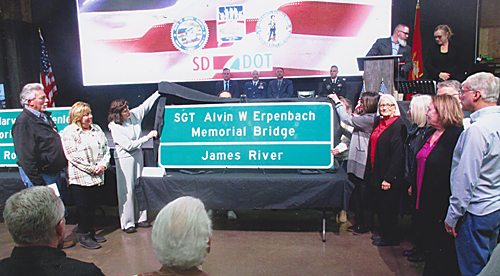 SD DOT
SGT Alvin W Erpenbach
Memorial Bridge
James River